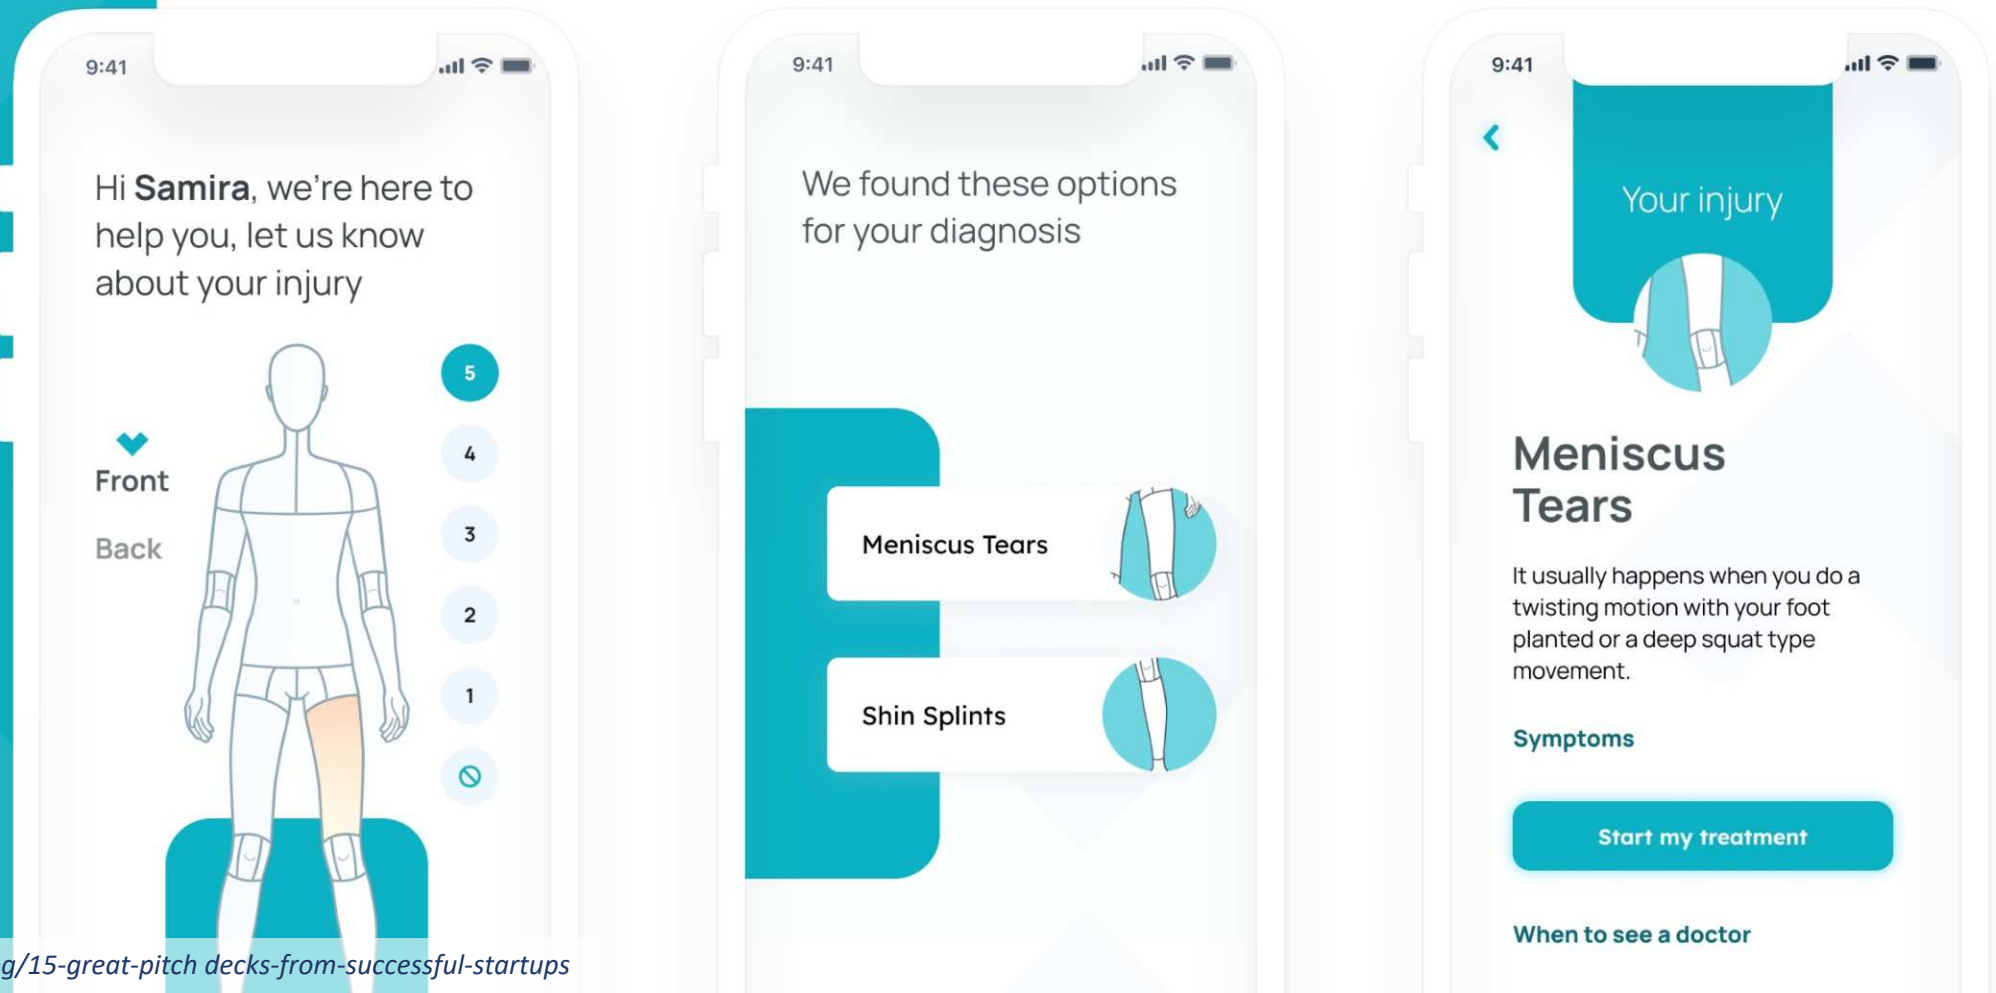 9:41
Hi Samira, we're here to
help you, let us know
about your injury
Front
Back
5
4
3
2
1
g/15-great-pitch decks-from-successful-startups
9:41
We found these options
for your diagnosis
Meniscus Tears
Shin Splints
9:41
Your injury
Meniscus
Tears
It usually happens when you do a
twisting motion with your foot
planted or a deep squat type
movement.
Symptoms
Start my treatment
When to see a doctor